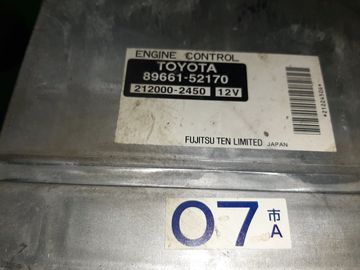 ENGINE CONTROL
TOYOTA
89661-52170
212000-2450 12V
FUJITSU TEN LIMITED JAPAN
07 市 A